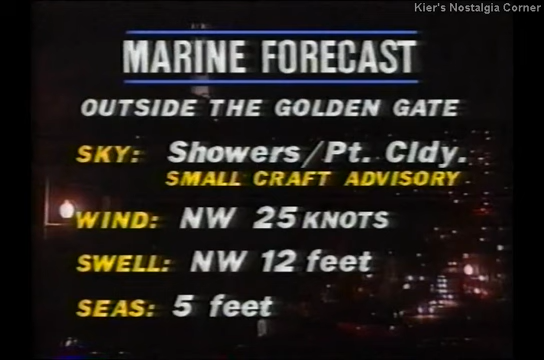 Kier's Nostalgia Corner
MARINE FORECAST
OUTSIDE THE GOLDEN GATE
SKY: Showers/Pt. Cldy.
SMALL CRAFT ADVISORY
WIND: NW 25 KNOTS
SWELL: NW 12 feet
SEAS: 5 feet